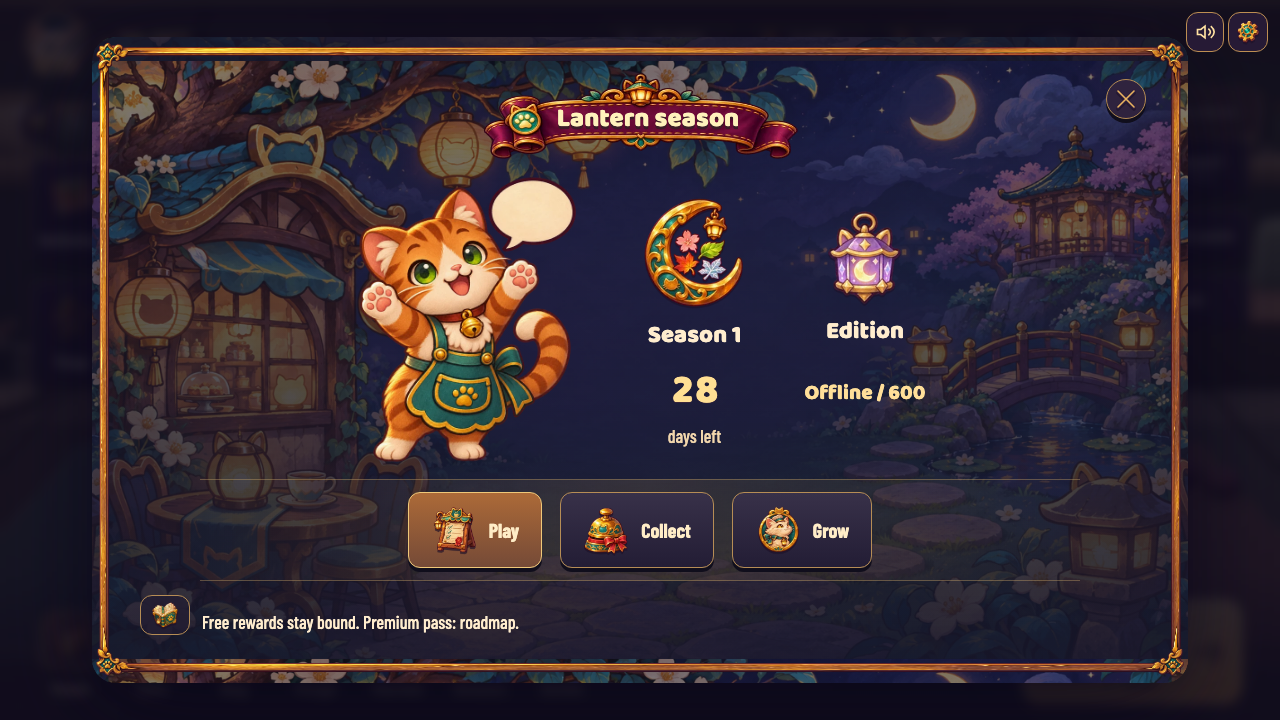 Lantern season
Season 1
28
days left
Edition
Offline / 600
Play
Collect
Grow
Free rewards stay bound. Premium pass: roadmap.